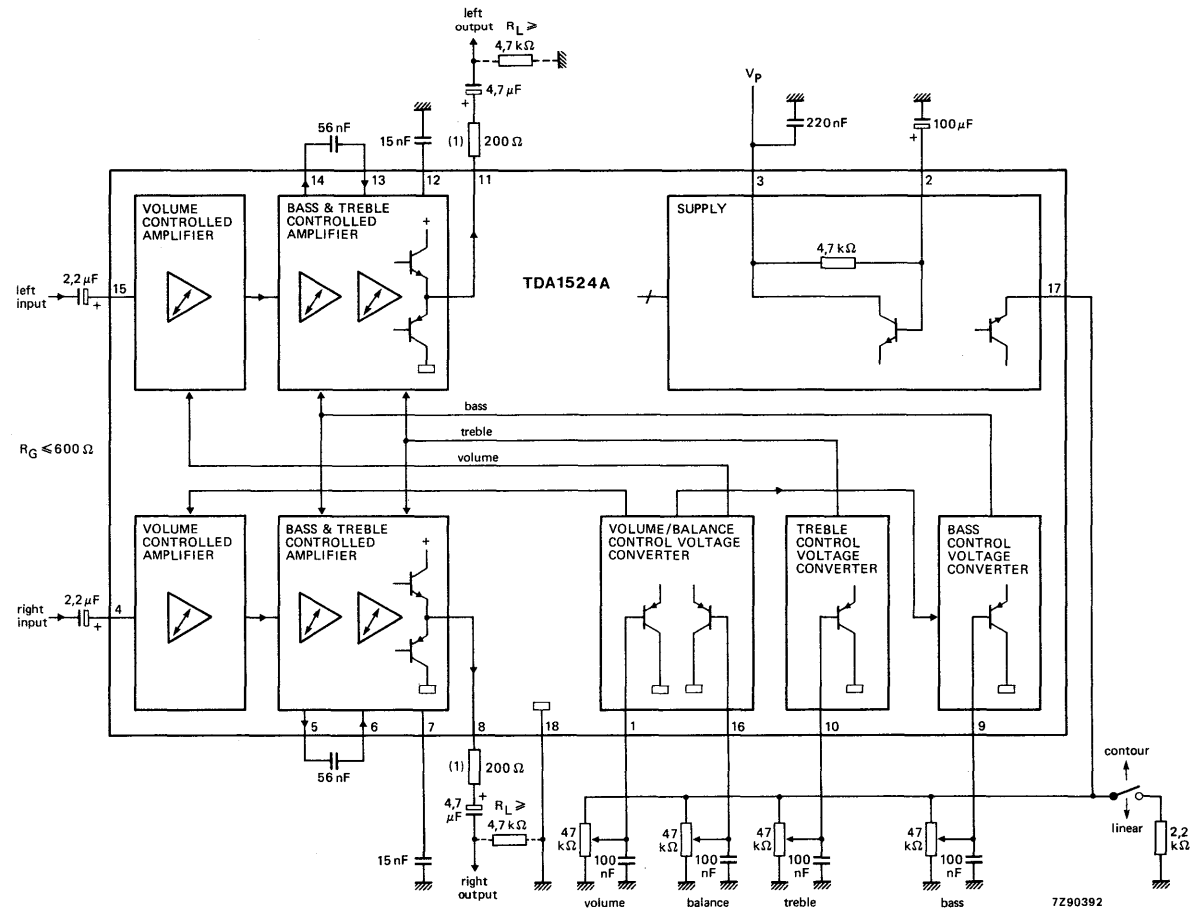 left
output
R_L ⩾
4,7 kΩ
4,7 μF
+
(1)
200 Ω
56 nF
15 nF
14
13
12
11
V_P
220 nF
100 μF
+
3
2
VOLUME
CONTROLLED
AMPLIFIER
BASS & TREBLE
CONTROLLED
AMPLIFIER
+
SUPPLY
4,7 kΩ
TDA1524A
17
left
input
2,2 μF
+
15
bass
treble
volume
R_G ⩽ 600 Ω
VOLUME
CONTROLLED
AMPLIFIER
BASS & TREBLE
CONTROLLED
AMPLIFIER
+
VOLUME/BALANCE
CONTROL VOLTAGE
CONVERTER
TREBLE
CONTROL
VOLTAGE
CONVERTER
BASS
CONTROL
VOLTAGE
CONVERTER
right
input
2,2 μF
+
4
5
6
7
8
18
1
16
10
9
56 nF
(1)
200 Ω
4,7
μF
+
R_L ⩾
4,7 kΩ
15 nF
right
output
47
kΩ
100
nF
volume
47
kΩ
100
nF
balance
47
kΩ
100
nF
treble
47
kΩ
100
nF
bass
contour
linear
2,2
kΩ
7Z90392